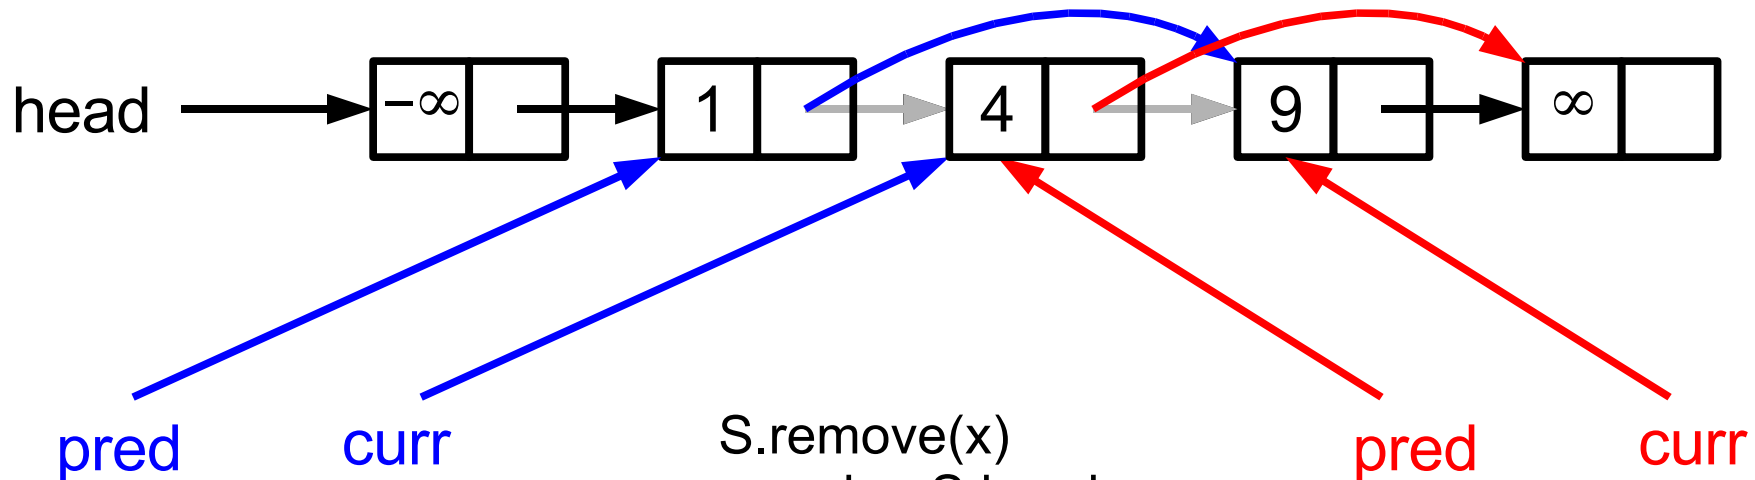 head −∞ 1 4 9 ∞
pred curr S.remove(x) pred curr